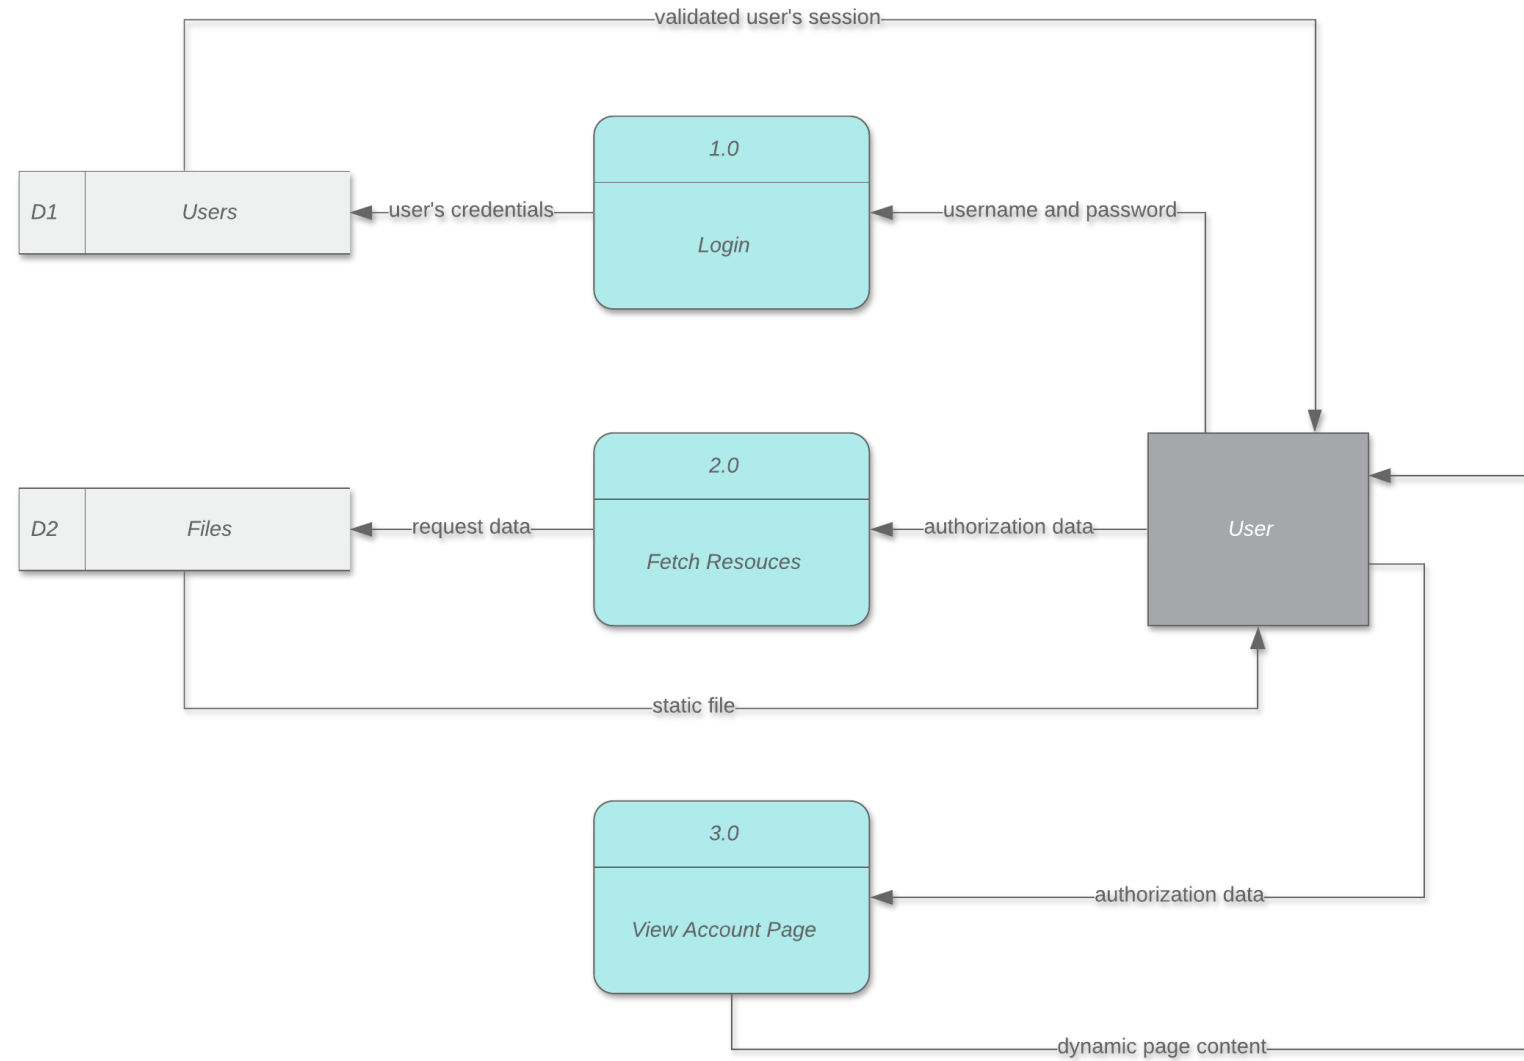 validated user's session
1.0
D1
Users
user's credentials
username and password
Login
2.0
D2
Files
request data
authorization data
User
Fetch Resouces
static file
3.0
authorization data
View Account Page
dynamic page content